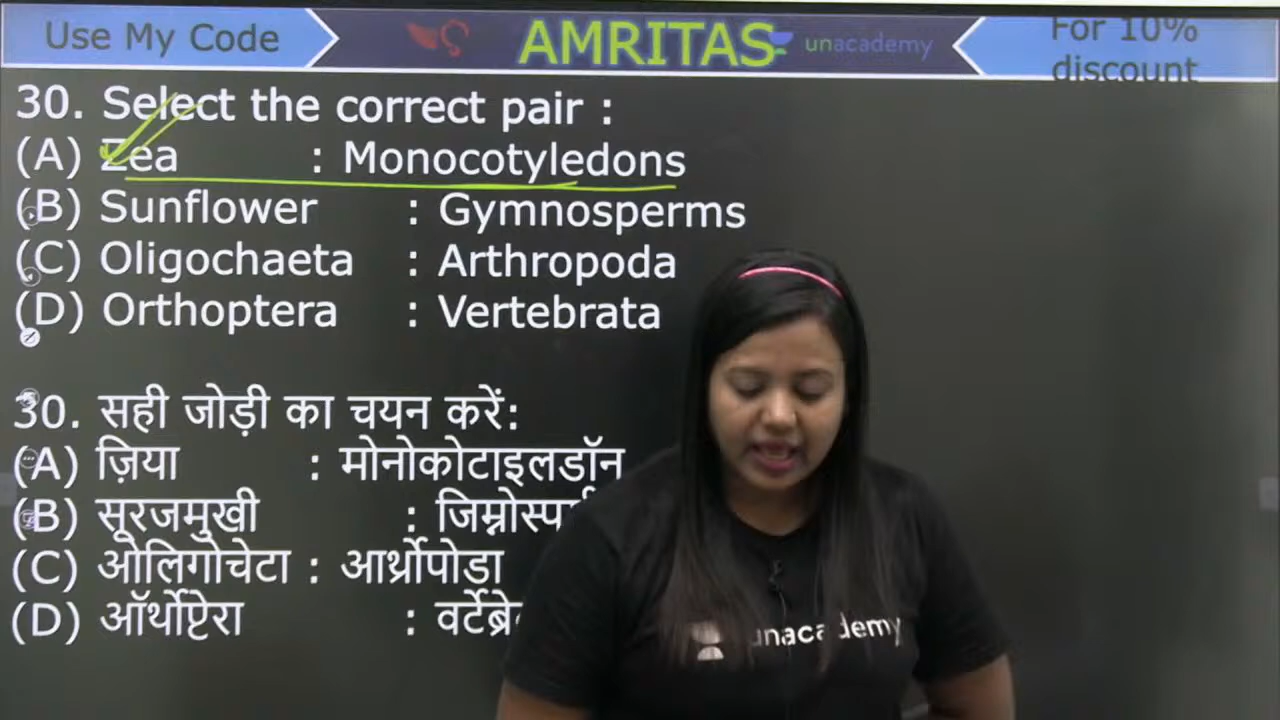 Use My Code
AMRITAS
unacademy
For 10%
discount
30. Select the correct pair :
(A) Zea : Monocotyledons
(B) Sunflower : Gymnosperms
(C) Oligochaeta : Arthropoda
(D) Orthoptera : Vertebrata
30. सही जोड़ी का चयन करें:
(A) ज़िया : मोनोकोटाइलडॉन
(B) सूरजमुखी :
(C) ओलिगोचेटा : आर्थ्रोपोडा
(D) ऑर्थोप्टेरा :
unacademy